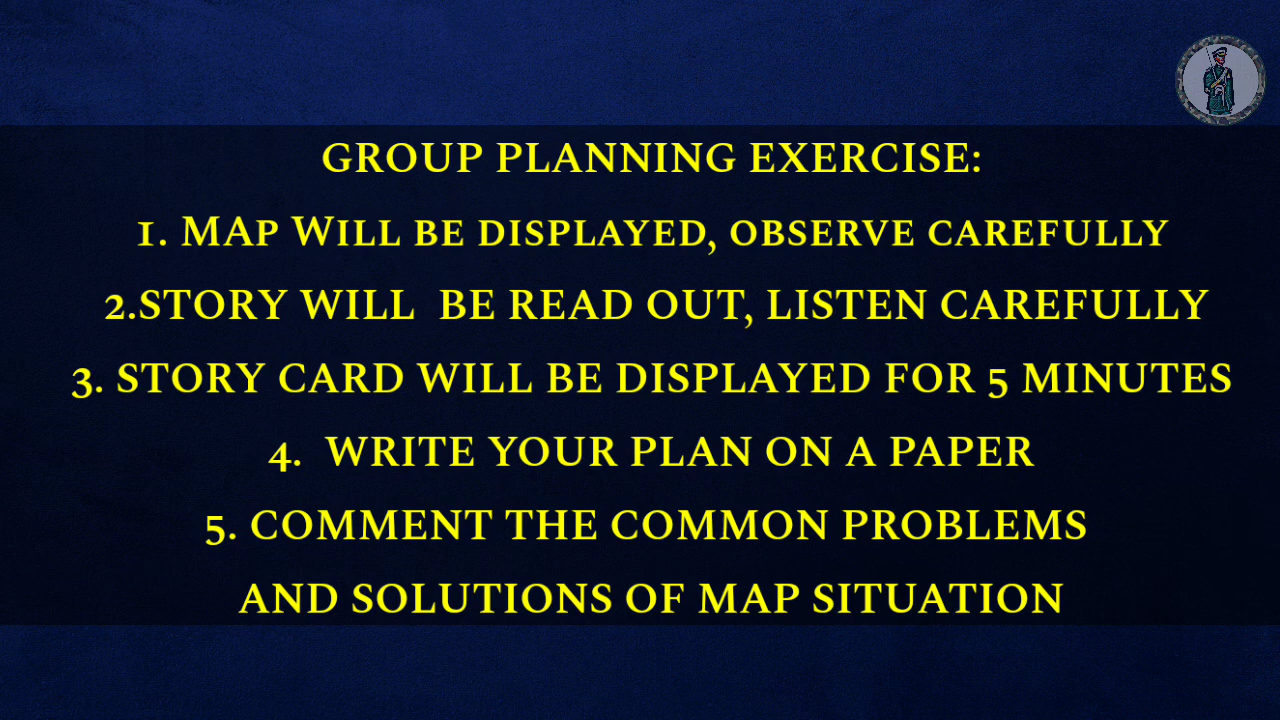 GROUP PLANNING EXERCISE:
1. MAP WILL BE DISPLAYED, OBSERVE CAREFULLY
2.STORY WILL BE READ OUT, LISTEN CAREFULLY
3. STORY CARD WILL BE DISPLAYED FOR 5 MINUTES
4. WRITE YOUR PLAN ON A PAPER
5. COMMENT THE COMMON PROBLEMS
AND SOLUTIONS OF MAP SITUATION